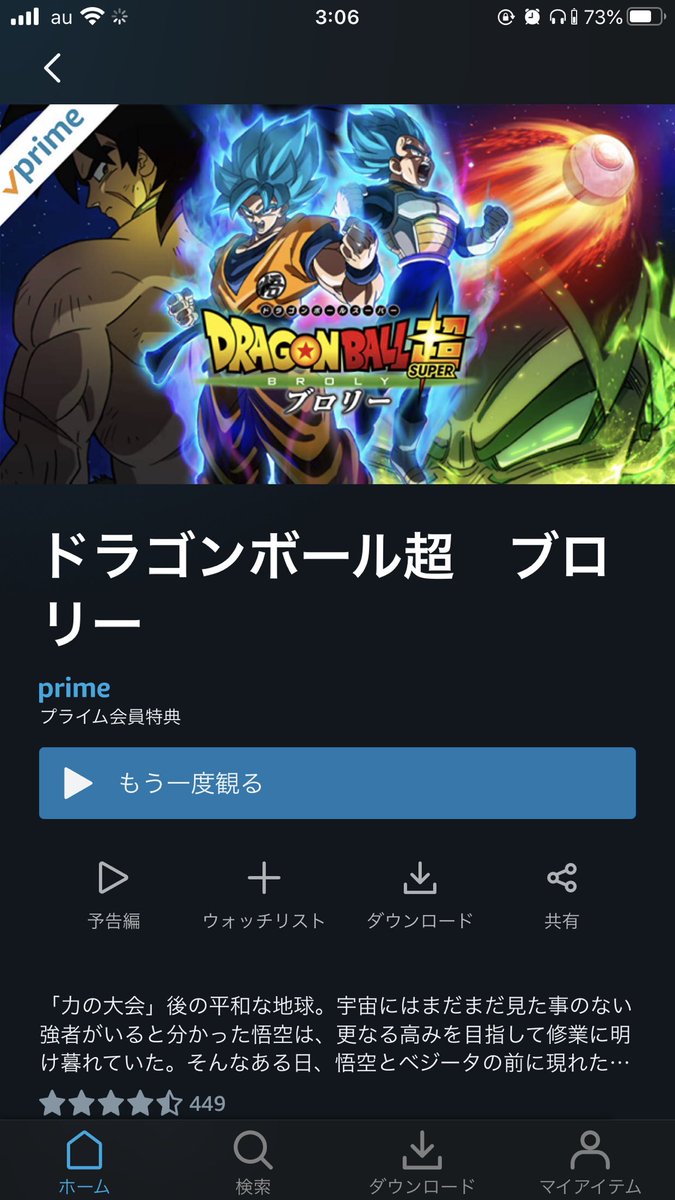 au 3:06 73%
prime
悟
ドラゴンボールスーパー
DRAGON BALL 超
SUPER
BROLY
ブロリー
ドラゴンボール超 ブロ
リー
prime
プライム会員特典
もう一度観る
予告編 ウォッチリスト ダウンロード 共有
「力の大会」後の平和な地球。宇宙にはまだまだ見た事のない
強者がいると分かった悟空は、更なる高みを目指して修業に明
け暮れていた。そんなある日、悟空とベジータの前に現れた…
449
ホーム 検索 ダウンロード マイアイテム